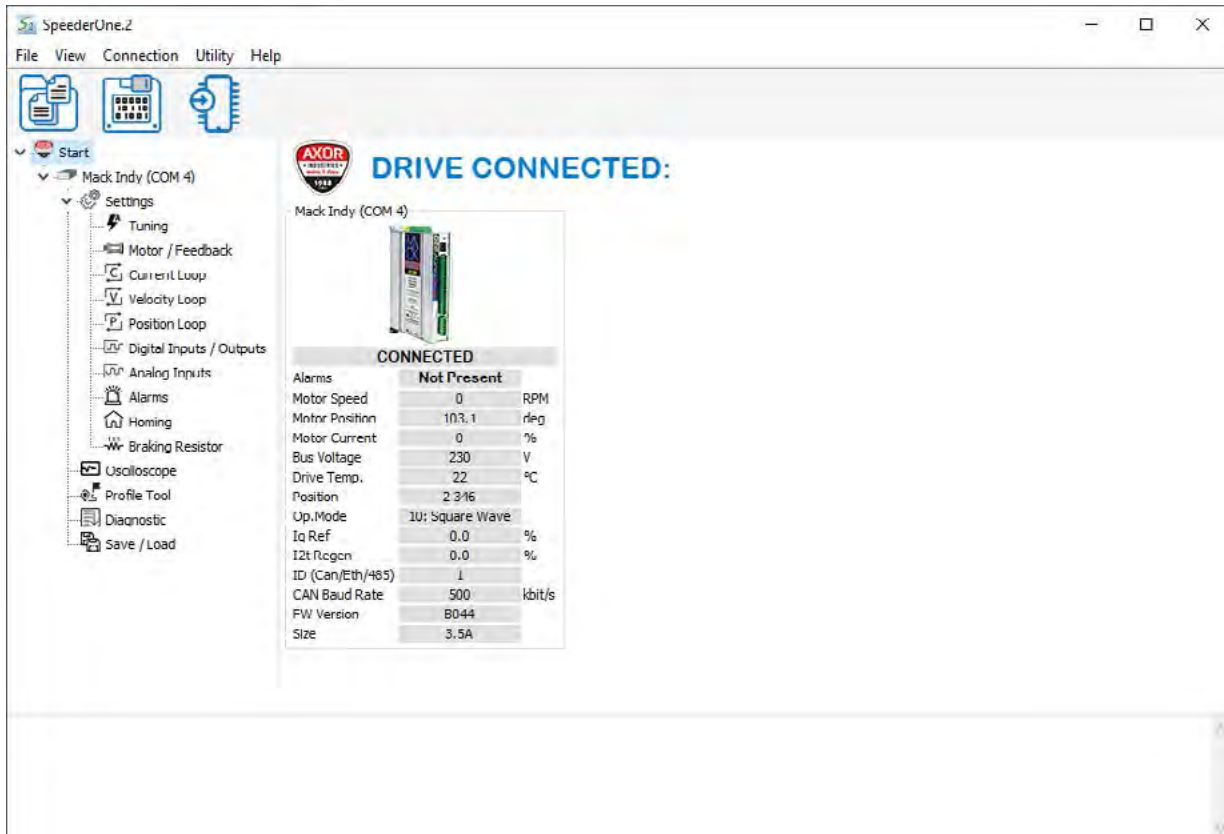 SpeederOne.2
File View Connection Utility Help
Start
Mack Indy (COM 4)
Settings
Tuning
Motor / Feedback
Current Loop
Velocity Loop
Position Loop
Digital Inputs / Outputs
Analog Inputs
Alarms
Homing
Braking Resistor
Oscilloscope
Profile Tool
Diagnostic
Save / Load
AXOR
INDUSTRIES
1988
DRIVE CONNECTED:
Mack Indy (COM 4)
CONNECTED
Alarms Not Present
Motor Speed 0 RPM
Motor Position 103.1 deg
Motor Current 0 %
Bus Voltage 230 V
Drive Temp. 22 °C
Position 2346
Op.Mode 10: Square Wave
Iq Ref 0.0 %
I2t Regen 0.0 %
ID (Can/Eth/485) 1
CAN Baud Rate 500 kbit/s
FW Version B044
Size 3.5A